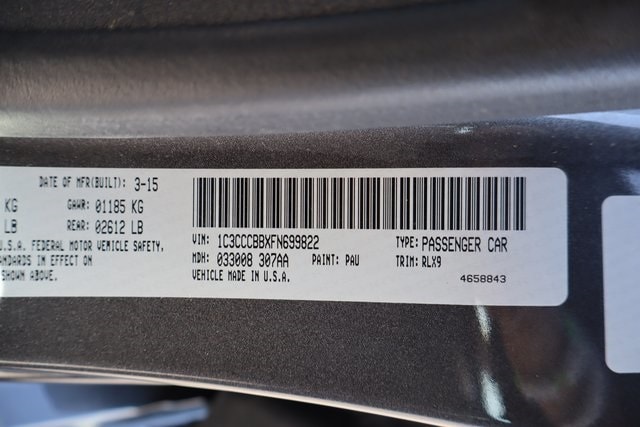 DATE OF MFR(BUILT): 3-15
KG GAWR: 01185 KG
LB REAR: 02612 LB
U.S.A. FEDERAL MOTOR VEHICLE SAFETY,
STANDARDS IN EFFECT ON
SHOWN ABOVE.
VIN: 1C3CCCBBXFN699822 TYPE: PASSENGER CAR
MDH: 033008 307AA PAINT: PAU TRIM: RLX9
VEHICLE MADE IN U.S.A.
4658843